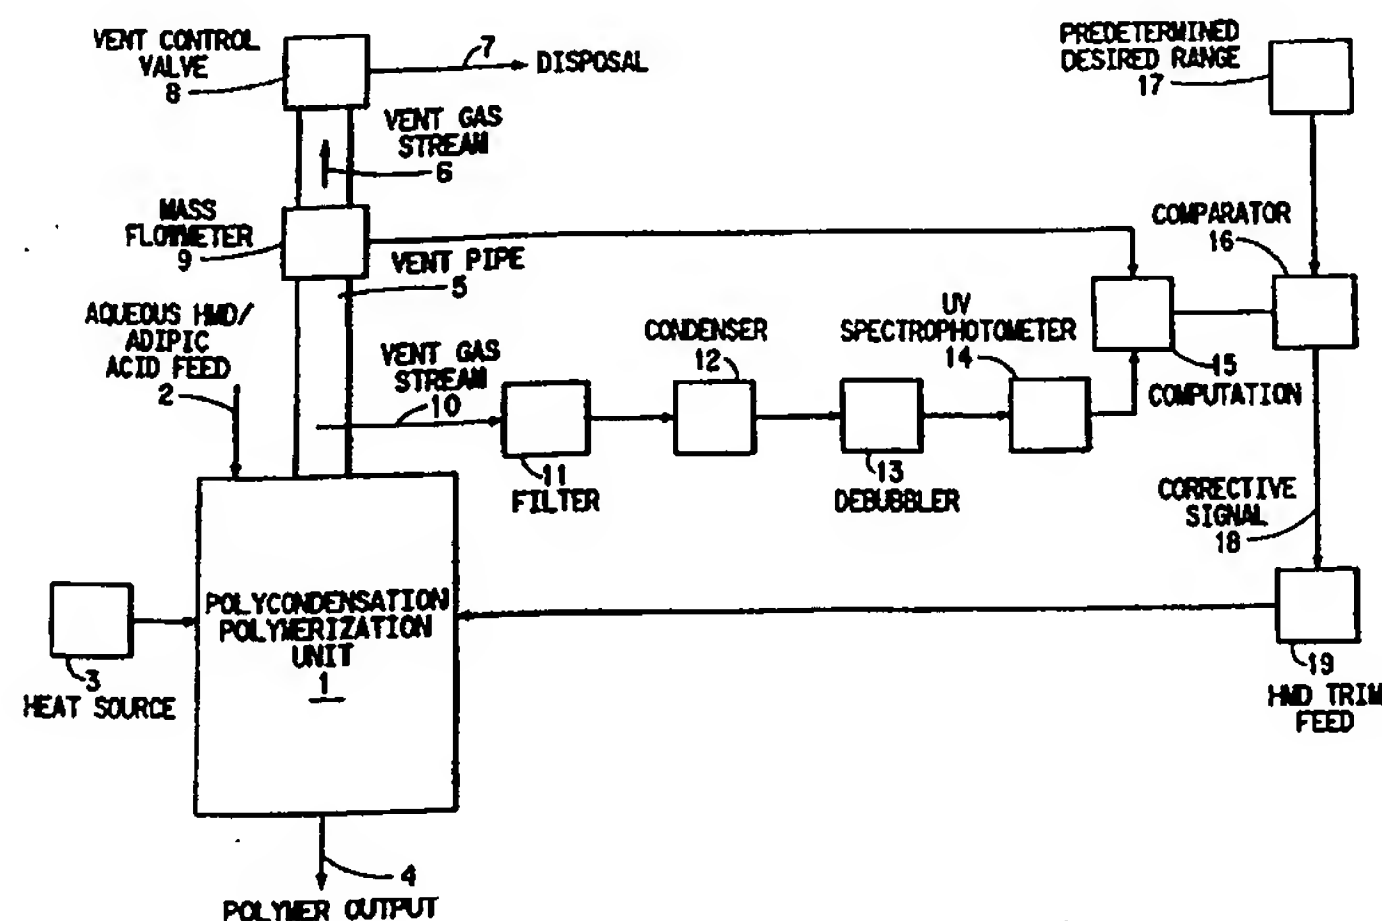 VENT CONTROL
VALVE
8
7
DISPOSAL
PREDETERMINED
DESIRED RANGE
17
VENT GAS
STREAM
6
MASS
FLOWMETER
9
VENT PIPE
5
COMPARATOR
16
AQUEOUS HMD/
ADIPIC
ACID FEED
2
VENT GAS
STREAM
10
CONDENSER
12
UV
SPECTROPHOTOMETER
14
15
COMPUTATION
11
FILTER
13
DEBUBBLER
CORRECTIVE
SIGNAL
18
POLYCONDENSATION
POLYMERIZATION
UNIT
1
3
HEAT SOURCE
19
HMD TRIM
FEED
4
POLYMER OUTPUT